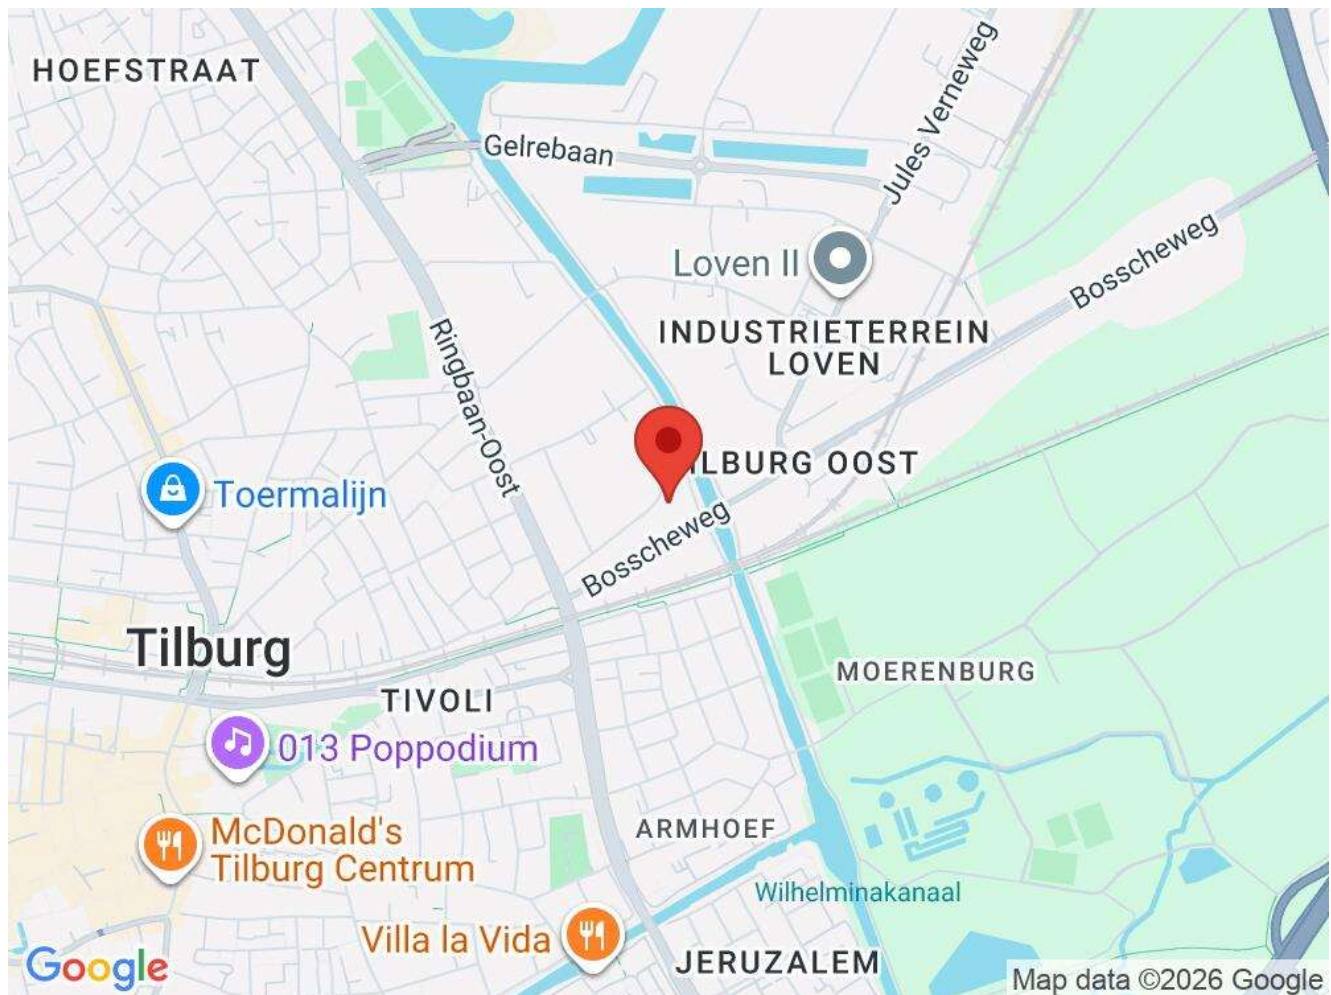 HOEFSTRAAT
Gelrebaan
Jules Verneweg
Bosscheweg
Loven II
INDUSTRIETERREIN
LOVEN
Ringbaan-Oost
ILBURG OOST
Toermalijn
Bosscheweg
Tilburg
MOERENBURG
TIVOLI
013 Poppodium
McDonald's
Tilburg Centrum
ARMHOEF
Wilhelminakanaal
Villa la Vida
JERUZALEM
Google
Map data ©2026 Google